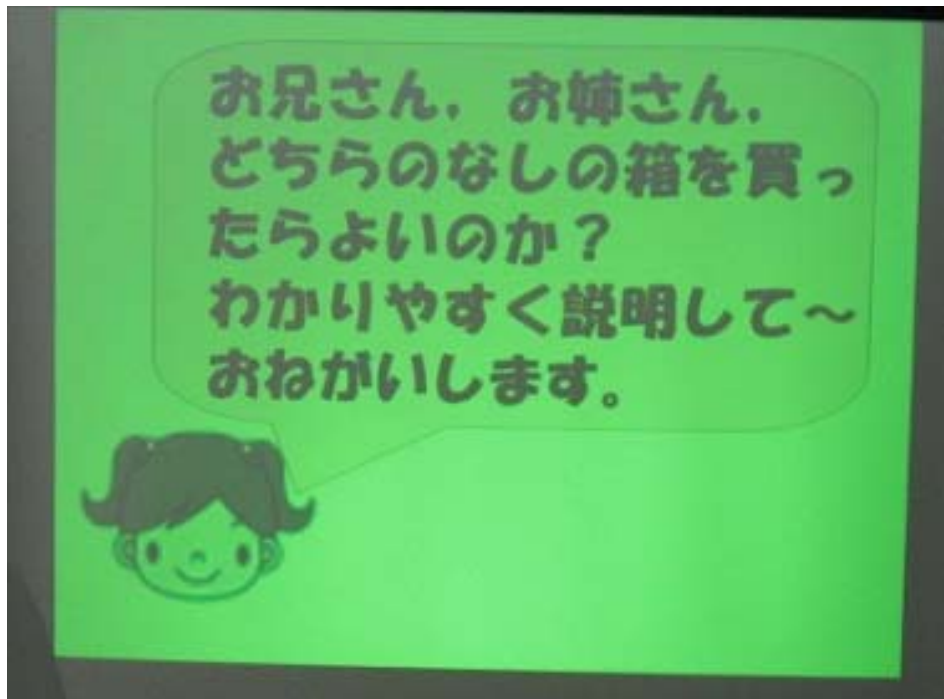 お兄さん，お姉さん，
どちらのなしの箱を買っ
たらよいのか？
わかりやすく説明して～
おねがいします。